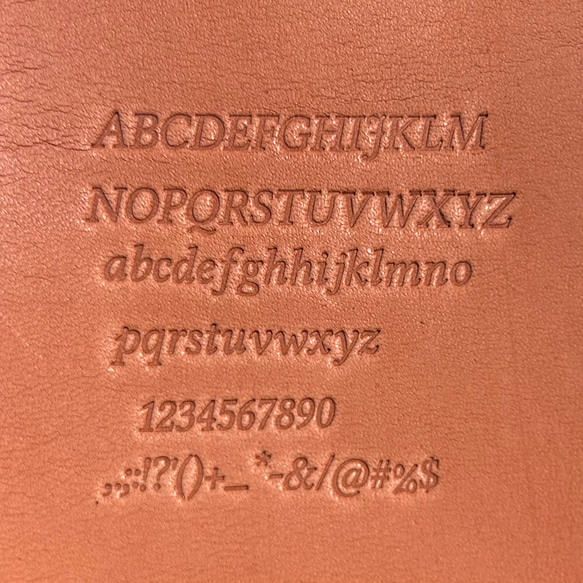 ABCDEFGHIJKLM
NOPQRSTUVWXYZ
abcdefghhijklmno
pqrstuvwxyz
1234567890
,.,;:!?'()+_*-&/@#%$